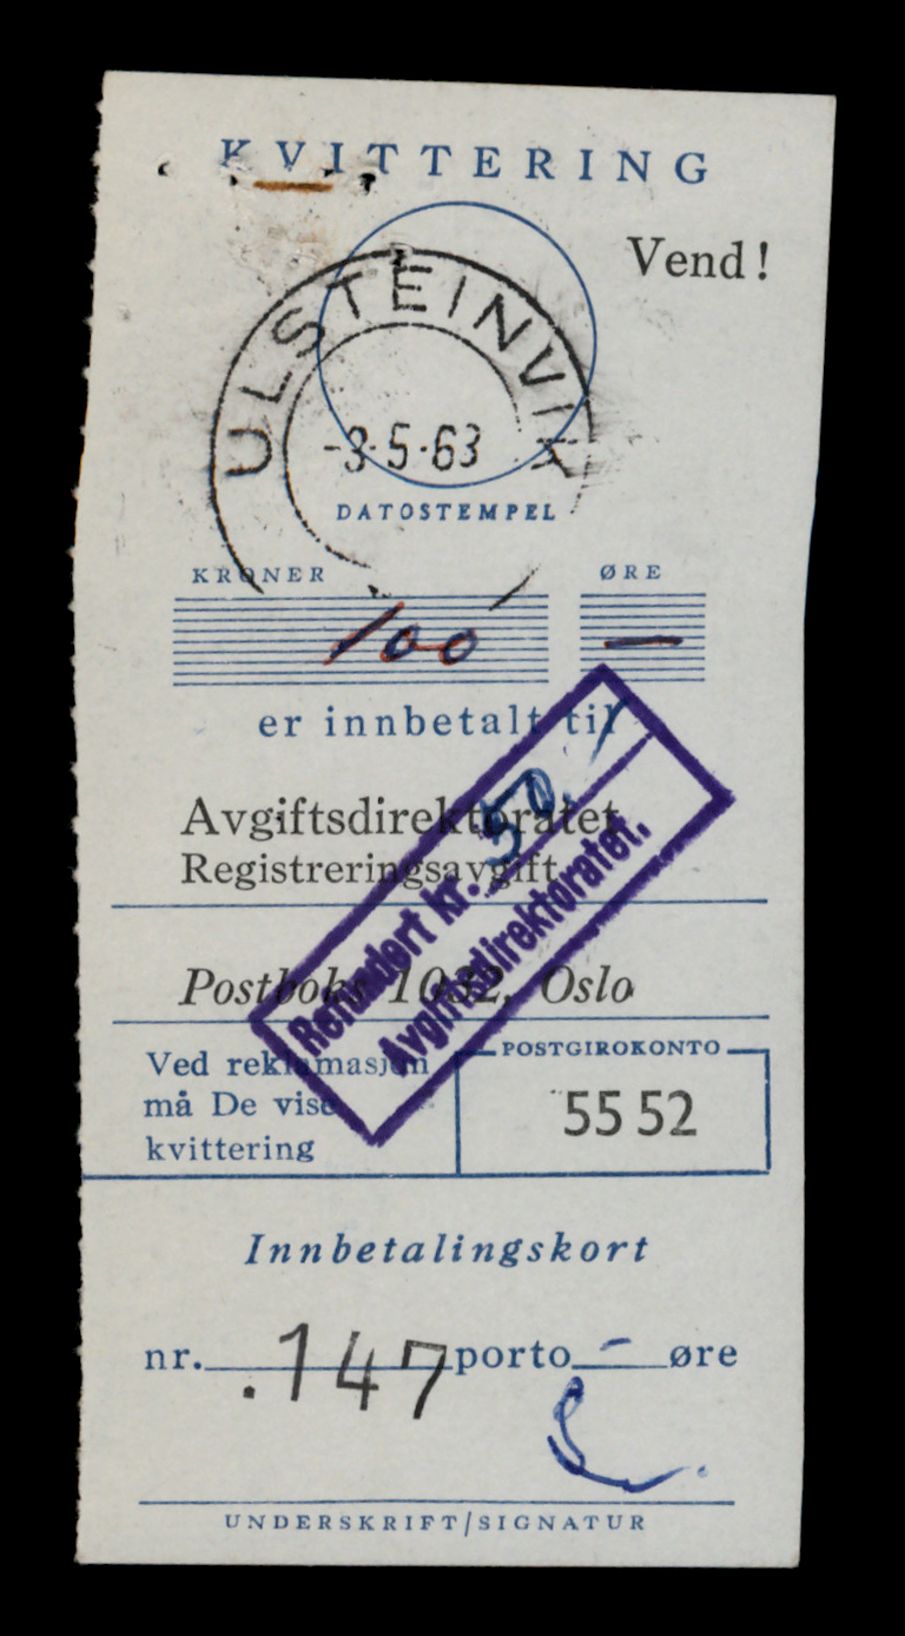 KVITTERING
Vend!
ULSTEINVIK
-3·5·63
DATOSTEMPEL
KRONER ØRE
100 —
er innbetalt til
Avgiftsdirektoratet
Registreringsavgift
Refundert kr. 50,
Avgiftsdirektoratet.
Postboks 1032, Oslo
Ved reklamasjon
må De vise
kvittering
POSTGIROKONTO
55 52
Innbetalingskort
nr. .147 porto - øre
UNDERSKRIFT/SIGNATUR